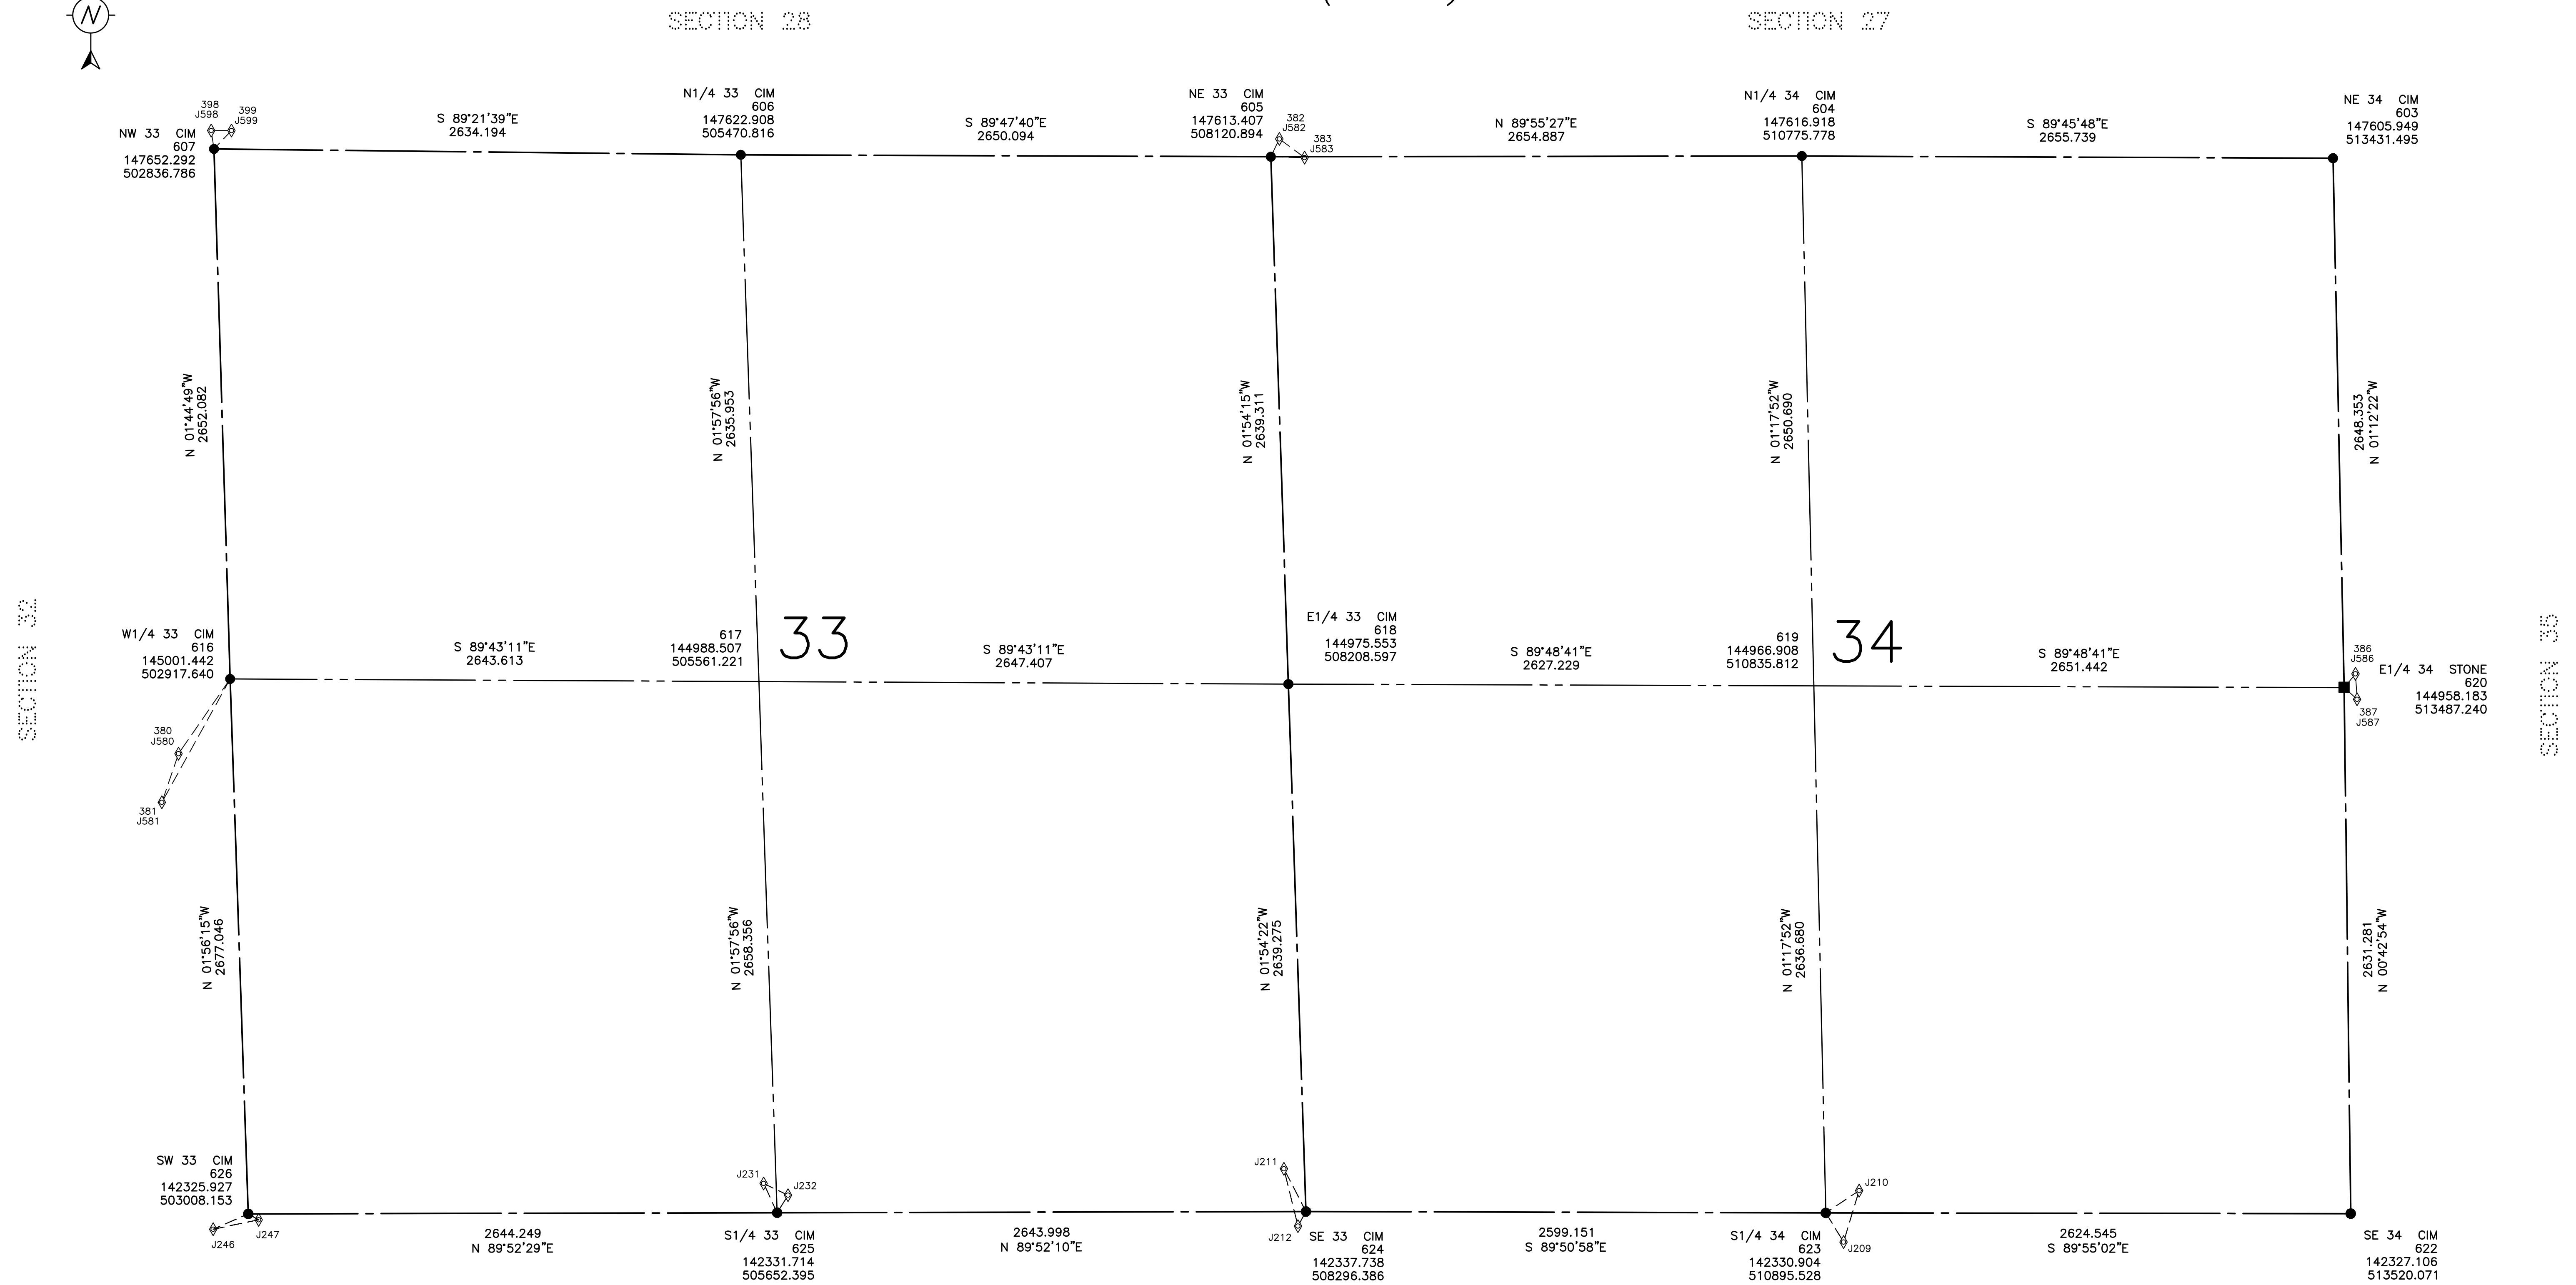 N
SECTION 28
SECTION 27
398
J598
399
J599
NW 33 CIM
607
147652.292
502836.786
S 89°21'39"E
2634.194
N1/4 33 CIM
606
147622.908
505470.816
S 89°47'40"E
2650.094
NE 33 CIM
605
147613.407
508120.894
382
J582
383
J583
N 89°55'27"E
2654.887
N1/4 34 CIM
604
147616.918
510775.778
S 89°45'48"E
2655.739
NE 34 CIM
603
147605.949
513431.495
N 01°44'49"W
2652.082
N 01°57'56"W
2635.953
N 01°54'15"W
2639.311
N 01°17'52"W
2650.690
2648.353
N 01°12'22"W
SECTION 32
W1/4 33 CIM
616
145001.442
502917.640
S 89°43'11"E
2643.613
617
144988.507
505561.221
33
S 89°43'11"E
2647.407
E1/4 33 CIM
618
144975.553
508208.597
S 89°48'41"E
2627.229
619
144966.908
510835.812
34
S 89°48'41"E
2651.442
386
J586
E1/4 34 STONE
620
144958.183
513487.240
387
J587
SECTION 35
380
J580
381
J581
N 01°56'15"W
2677.046
N 01°57'56"W
2658.356
N 01°54'22"W
2639.275
N 01°17'52"W
2636.680
2631.281
N 00°42'54"W
SW 33 CIM
626
142325.927
503008.153
J246
J247
2644.249
N 89°52'29"E
J231
J232
S1/4 33 CIM
625
142331.714
505652.395
2643.998
N 89°52'10"E
J211
J212
SE 33 CIM
624
142337.738
508296.386
2599.151
S 89°50'58"E
J210
J209
S1/4 34 CIM
623
142330.904
510895.528
2624.545
S 89°55'02"E
SE 34 CIM
622
142327.106
513520.071